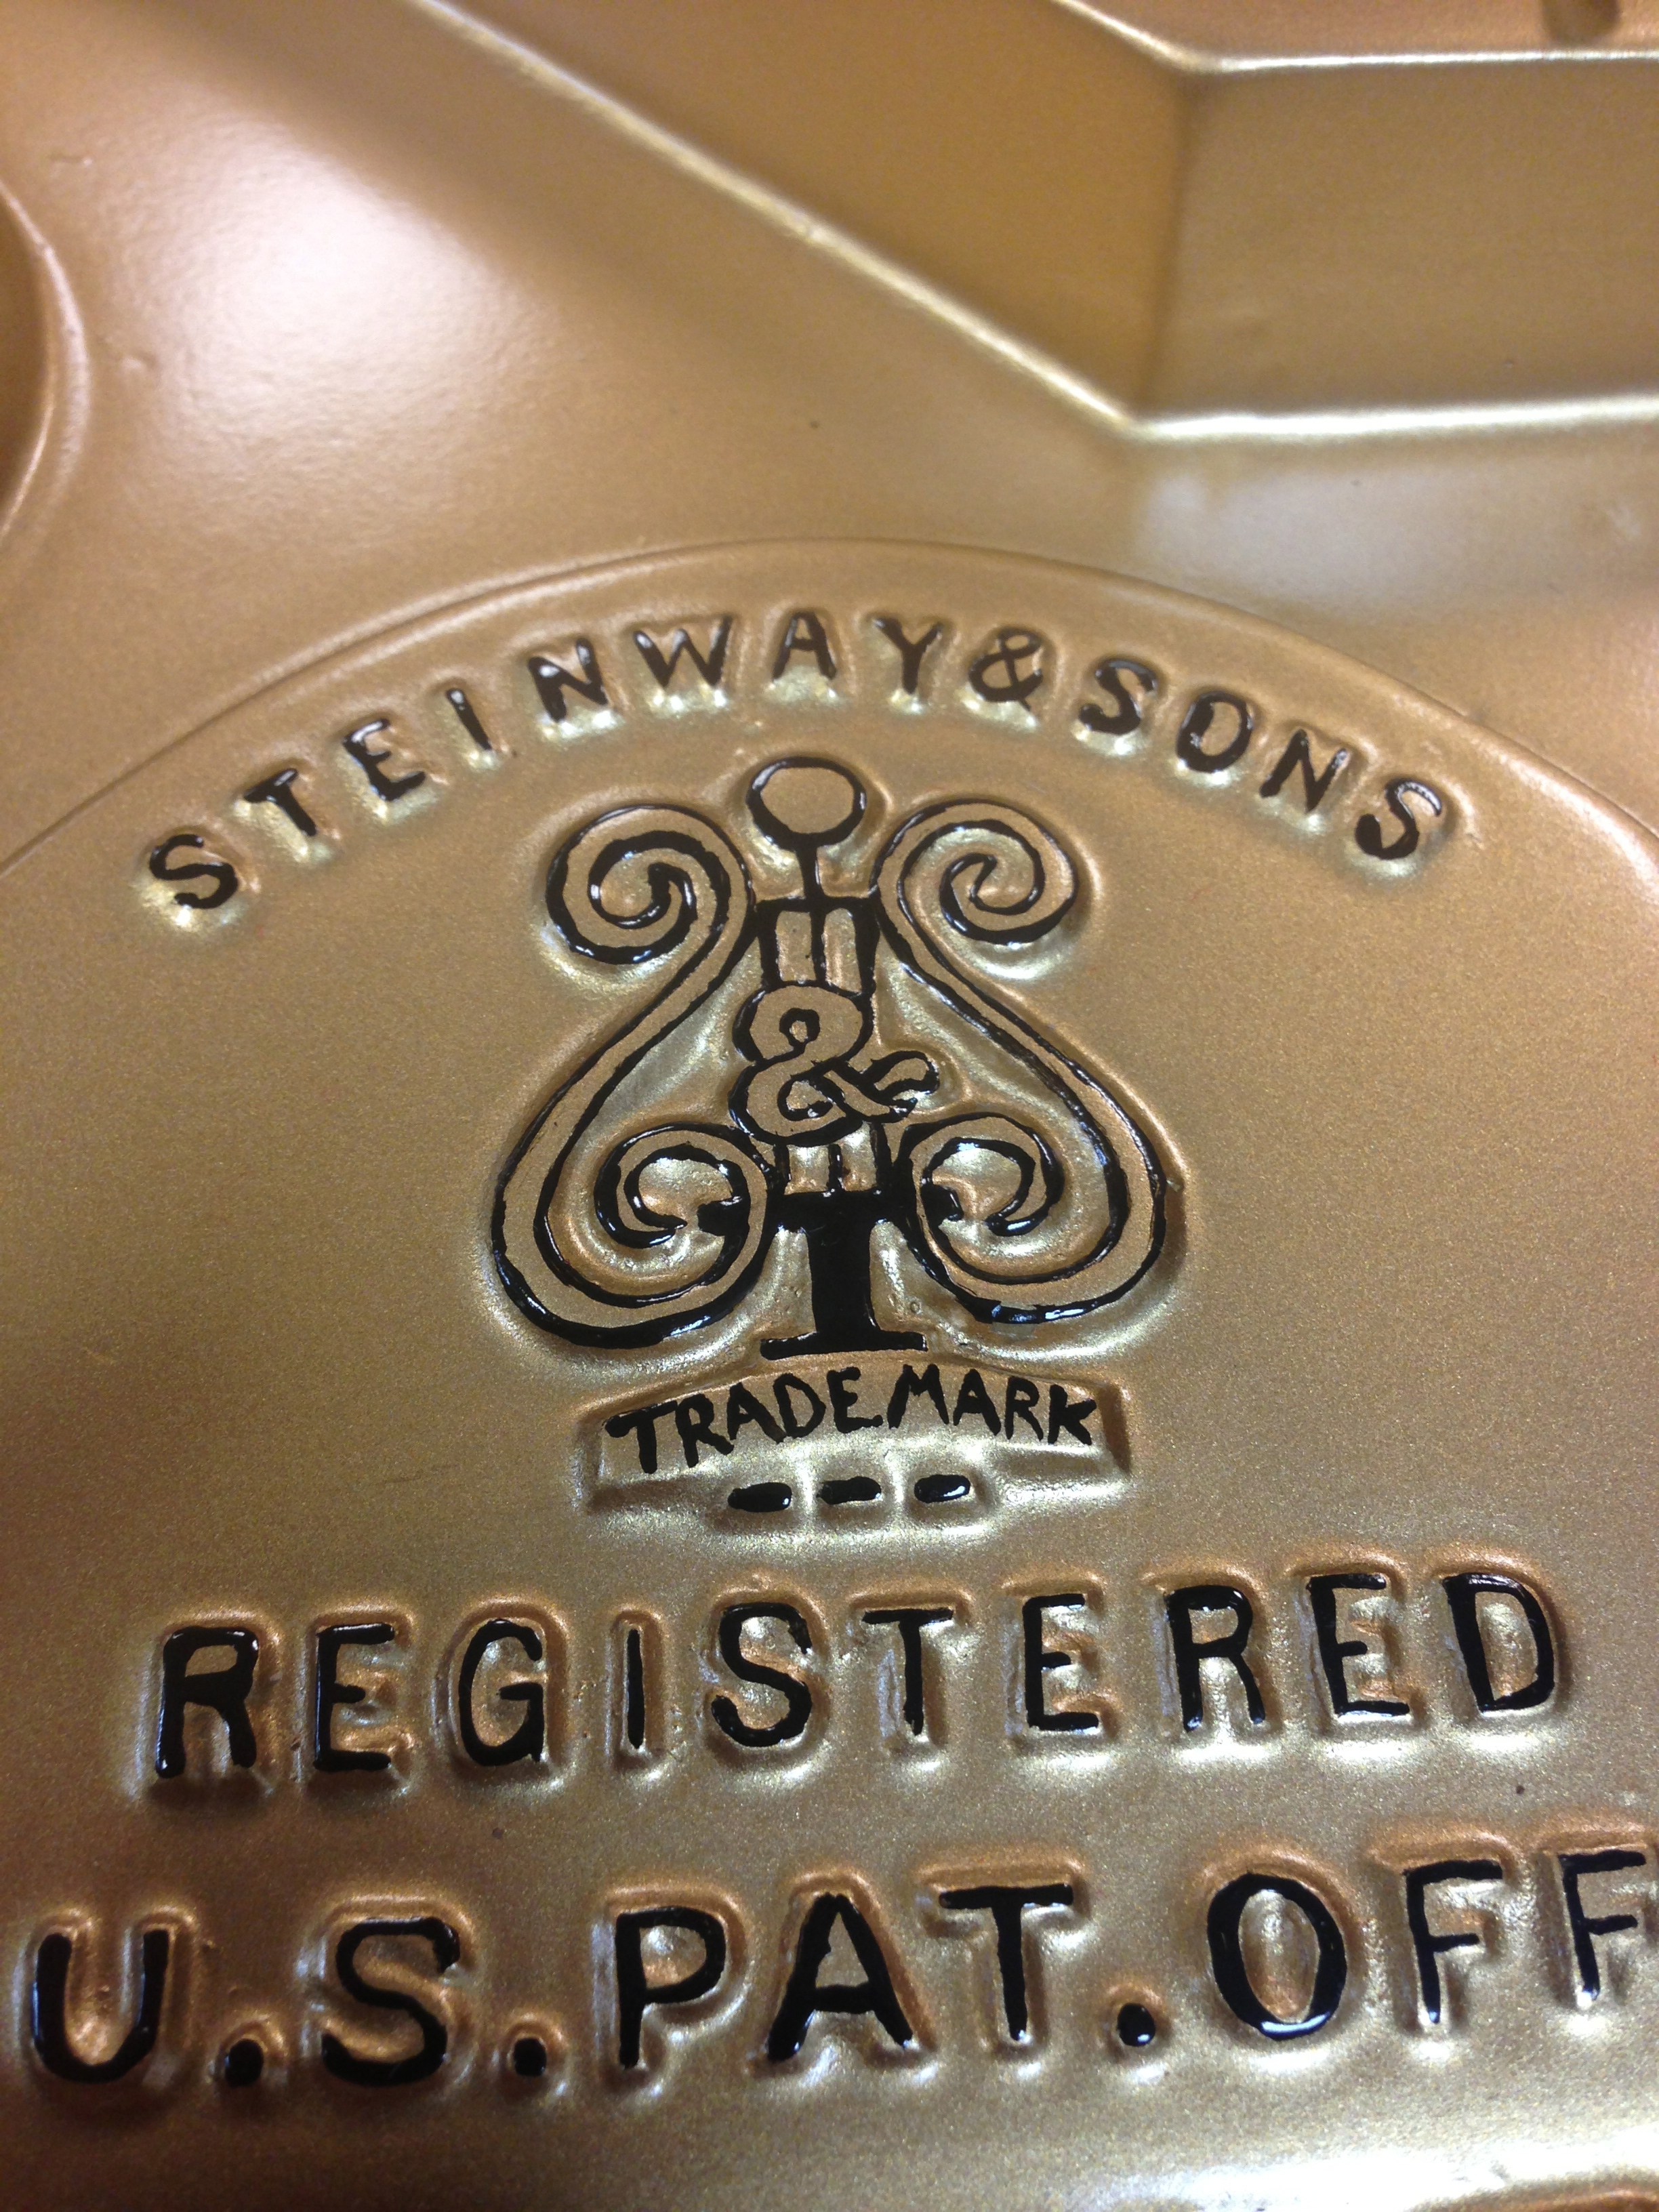 STEINWAY & SONS
&
TRADE MARK
REGISTERED
U.S. PAT. OFF